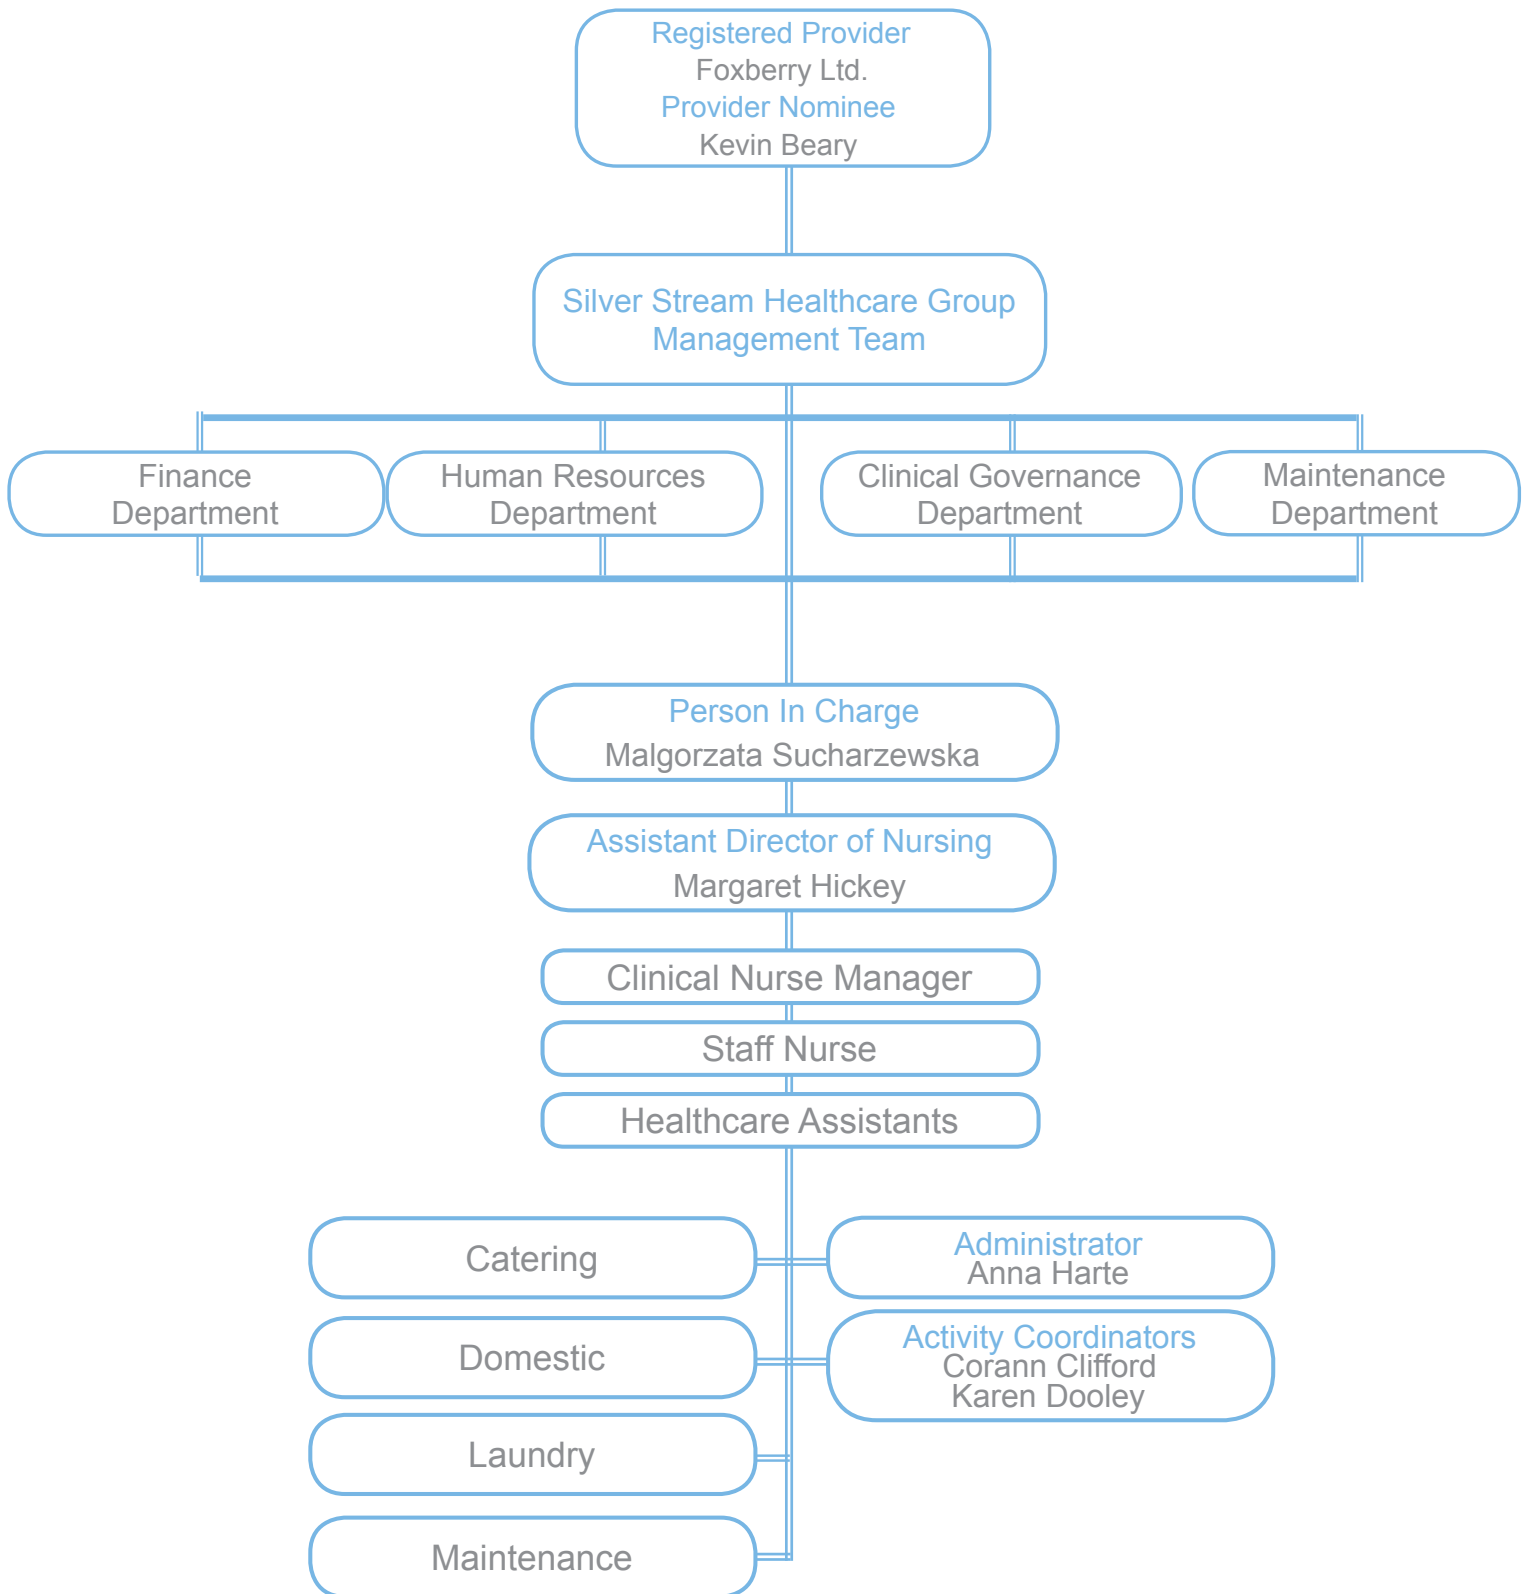 Registered Provider
Foxberry Ltd.
Provider Nominee
Kevin Beary
Silver Stream Healthcare Group
Management Team
Finance
Department
Human Resources
Department
Clinical Governance
Department
Maintenance
Department
Person In Charge
Malgorzata Sucharzewska
Assistant Director of Nursing
Margaret Hickey
Clinical Nurse Manager
Staff Nurse
Healthcare Assistants
Catering
Administrator
Anna Harte
Domestic
Activity Coordinators
Corann Clifford
Karen Dooley
Laundry
Maintenance